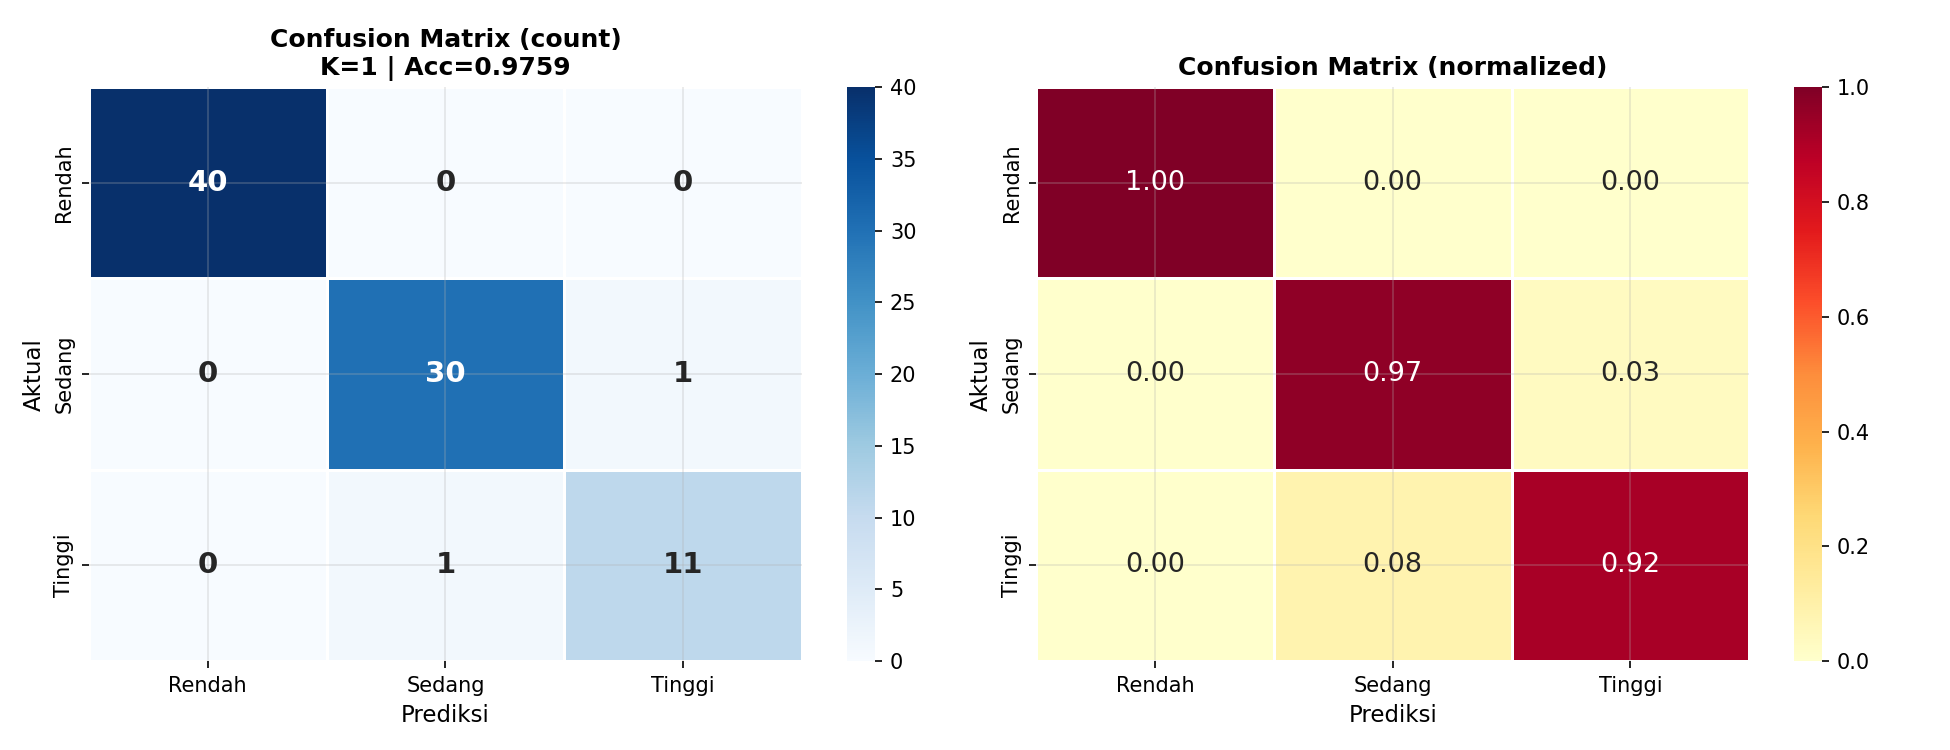 Confusion Matrix (count)
K=1 | Acc=0.9759
40
35
30
25
20
15
10
5
0
Aktual
Rendah
Sedang
Tinggi
40 0 0
0 30 1
0 1 11
Rendah Sedang Tinggi
Prediksi
Confusion Matrix (normalized)
1.0
0.8
0.6
0.4
0.2
0.0
Aktual
Rendah
Sedang
Tinggi
1.00 0.00 0.00
0.00 0.97 0.03
0.00 0.08 0.92
Rendah Sedang Tinggi
Prediksi